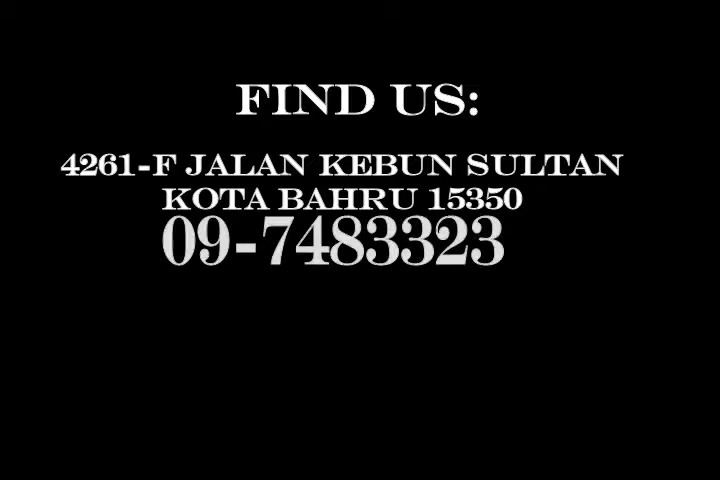 FIND US:
4261-F JALAN KEBUN SULTAN
KOTA BAHRU 15350
09-7483323